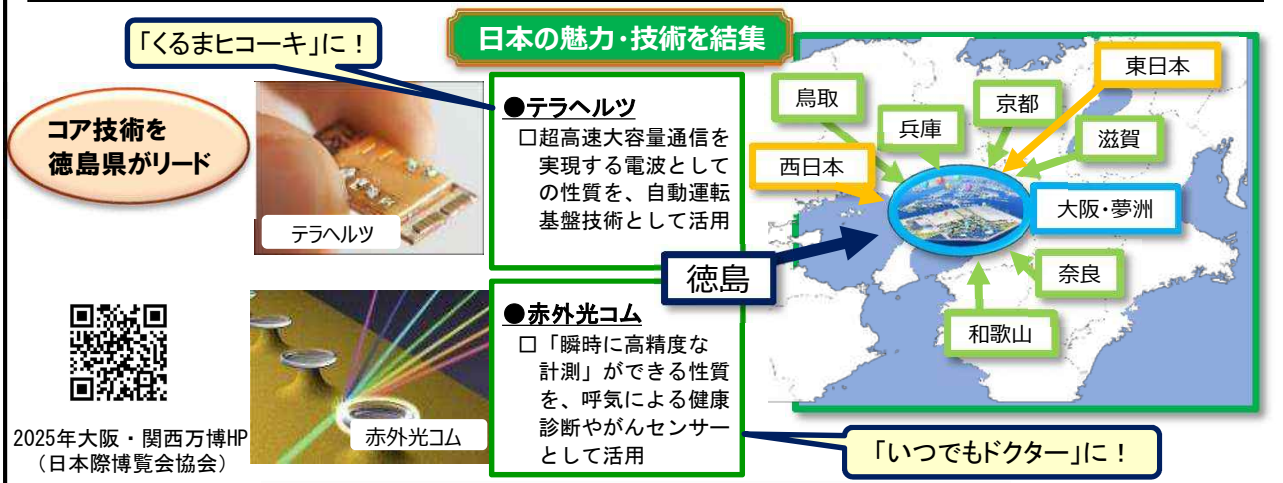 「くるまヒコーキ」に！
日本の魅力・技術を結集
コア技術を
徳島県がリード
テラヘルツ
●テラヘルツ
□超高速大容量通信を
実現する電波として
の性質を、自動運転
基盤技術として活用
鳥取
兵庫
京都
東日本
滋賀
西日本
大阪・夢洲
徳島
奈良
和歌山
2025年大阪・関西万博HP
（日本際博覧会協会）
赤外光コム
●赤外光コム
□「瞬時に高精度な
計測」ができる性質
を、呼気による健康
診断やがんセンサー
として活用
「いつでもドクター」に！